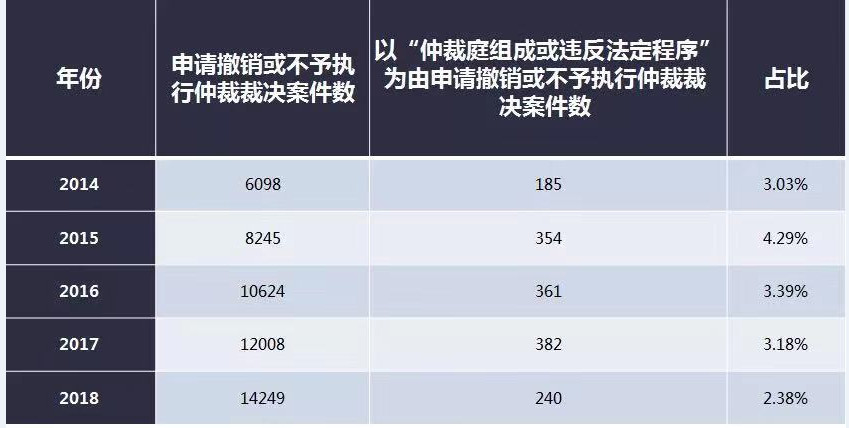 年份
申请撤销或不予执
行仲裁裁决案件数
以“仲裁庭组成或违反法定程序”
为由申请撤销或不予执行仲裁裁
决案件数
占比
2014 6098 185 3.03%
2015 8245 354 4.29%
2016 10624 361 3.39%
2017 12008 382 3.18%
2018 14249 240 2.38%